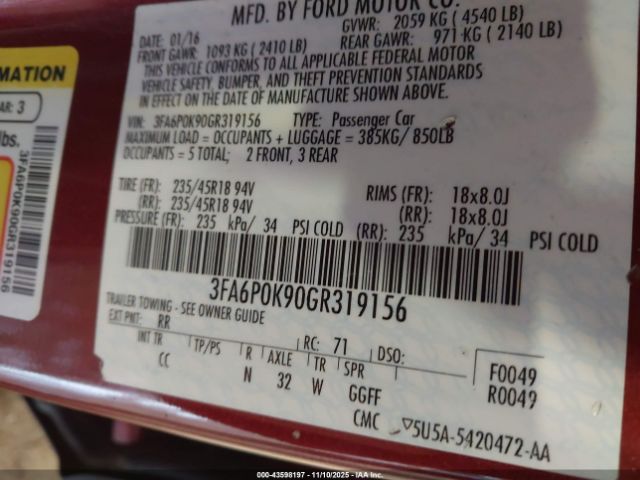 MFD. BY FORD MOTOR CO.
DATE: 01/16 GVWR: 2059 KG ( 4540 LB)
FRONT GAWR: 1093 KG ( 2410 LB) REAR GAWR: 971 KG ( 2140 LB)
THIS VEHICLE CONFORMS TO ALL APPLICABLE FEDERAL MOTOR
VEHICLE SAFETY, BUMPER, AND THEFT PREVENTION STANDARDS
IN EFFECT ON THE DATE OF MANUFACTURE SHOWN ABOVE.
VIN: 3FA6P0K90GR319156 TYPE: Passenger Car
MAXIMUM LOAD = OCCUPANTS + LUGGAGE = 385KG/ 850LB
OCCUPANTS = 5 TOTAL; 2 FRONT, 3 REAR
TIRE (FR): 235/45R18 94V RIMS (FR): 18x8.0J
(RR): 235/45R18 94V (RR): 18x8.0J
PRESSURE (FR): 235 kPa/ 34 PSI COLD (RR): 235 kPa/ 34 PSI COLD
3FA6P0K90GR319156
TRAILER TOWING - SEE OWNER GUIDE
EXT PNT: RR RC: 71 DSO:
INT TR TP/PS R AXLE TR SPR F0049
CC N 32 W GGFF R0049
CMC ▽5U5A-5420472-AA
MATION
AR: 3
lbs.
3FA6P0K90GR319156
000-43598197 — 11/10/2025 — IAAI.COM